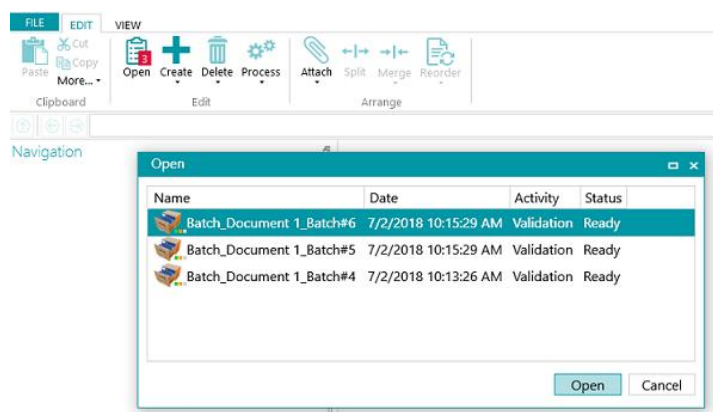 FILE EDIT VIEW
Cut
Copy
Paste More...
Open 3 Create Delete Process Attach Split Merge Reorder
Clipboard Edit Arrange
Navigation
Open
Name Date Activity Status
Batch_Document 1_Batch#6 7/2/2018 10:15:29 AM Validation Ready
Batch_Document 1_Batch#5 7/2/2018 10:15:29 AM Validation Ready
Batch_Document 1_Batch#4 7/2/2018 10:13:26 AM Validation Ready
Open Cancel